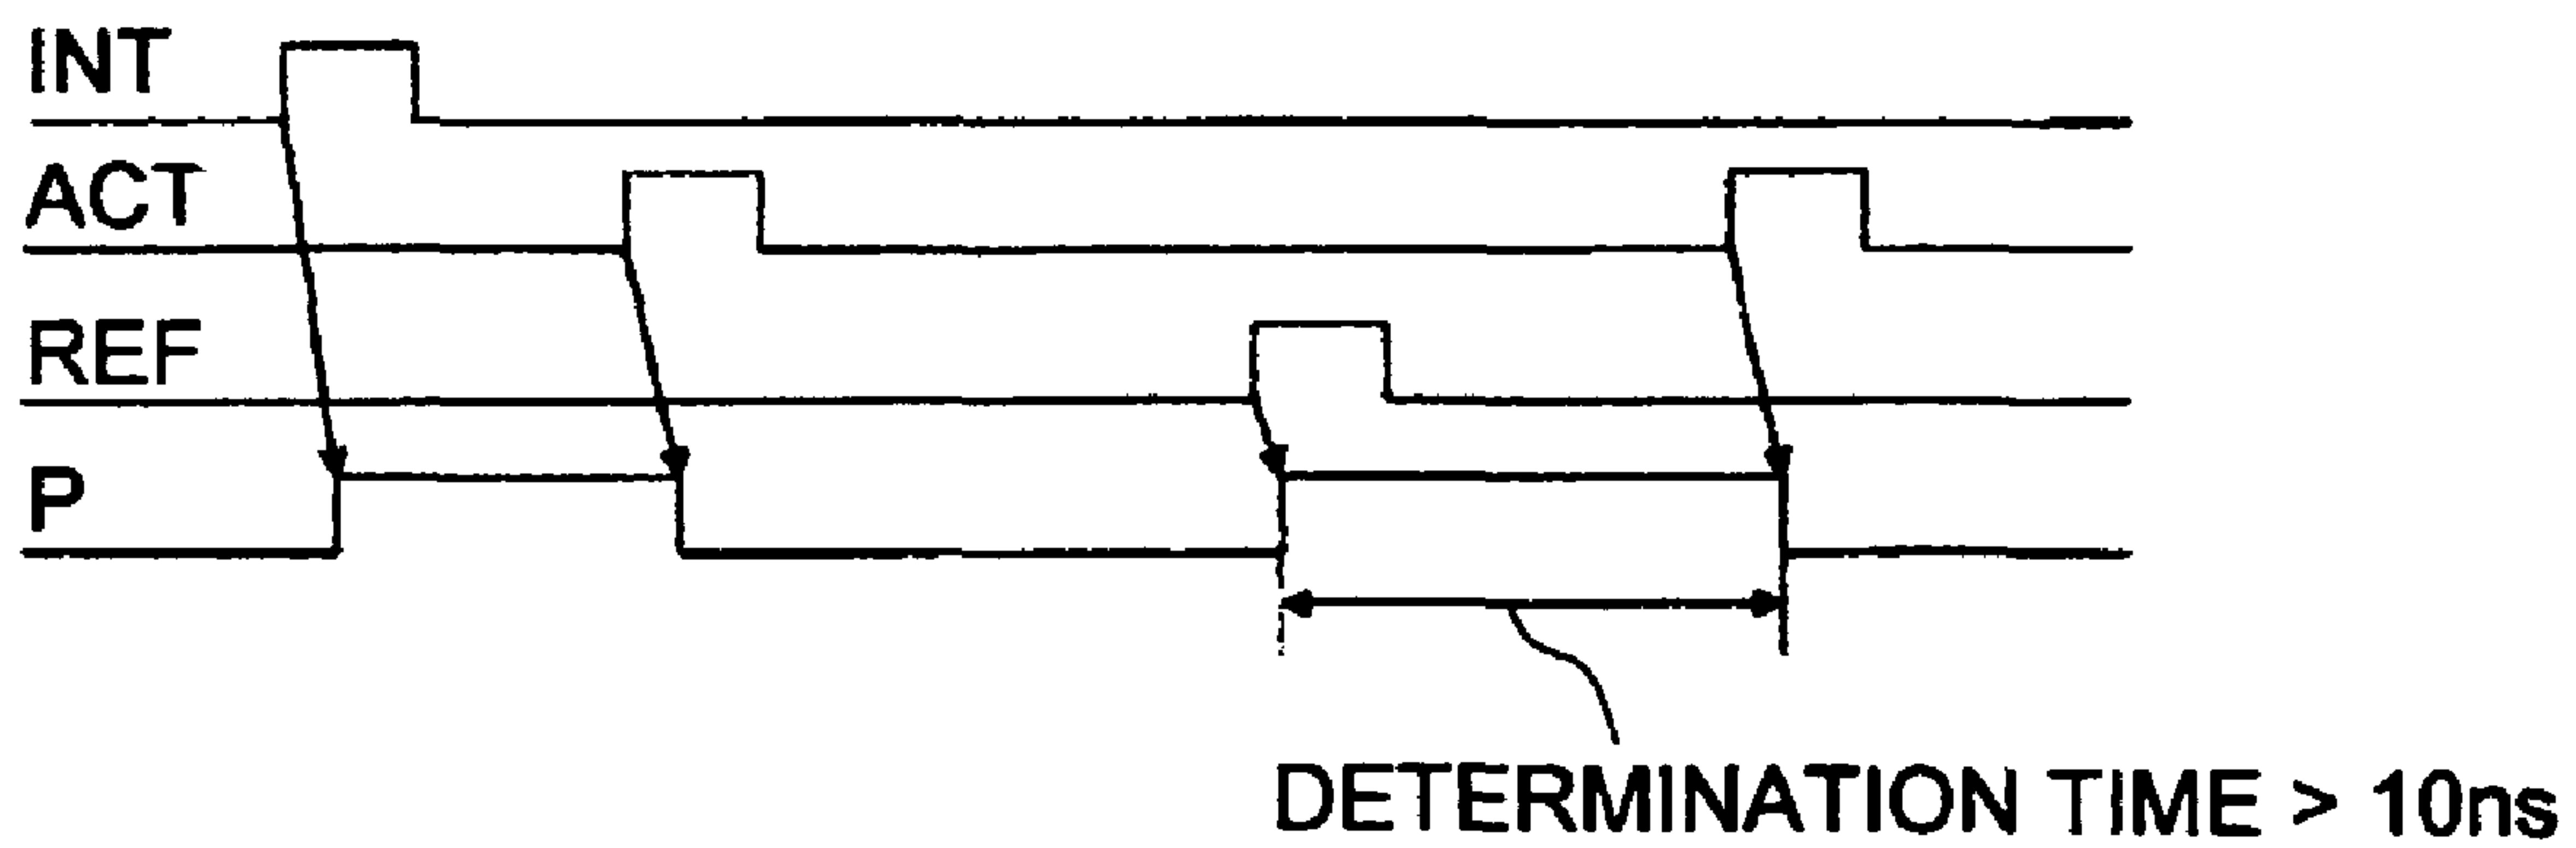 INT
ACT
REF
P
DETERMINATION TIME > 10ns